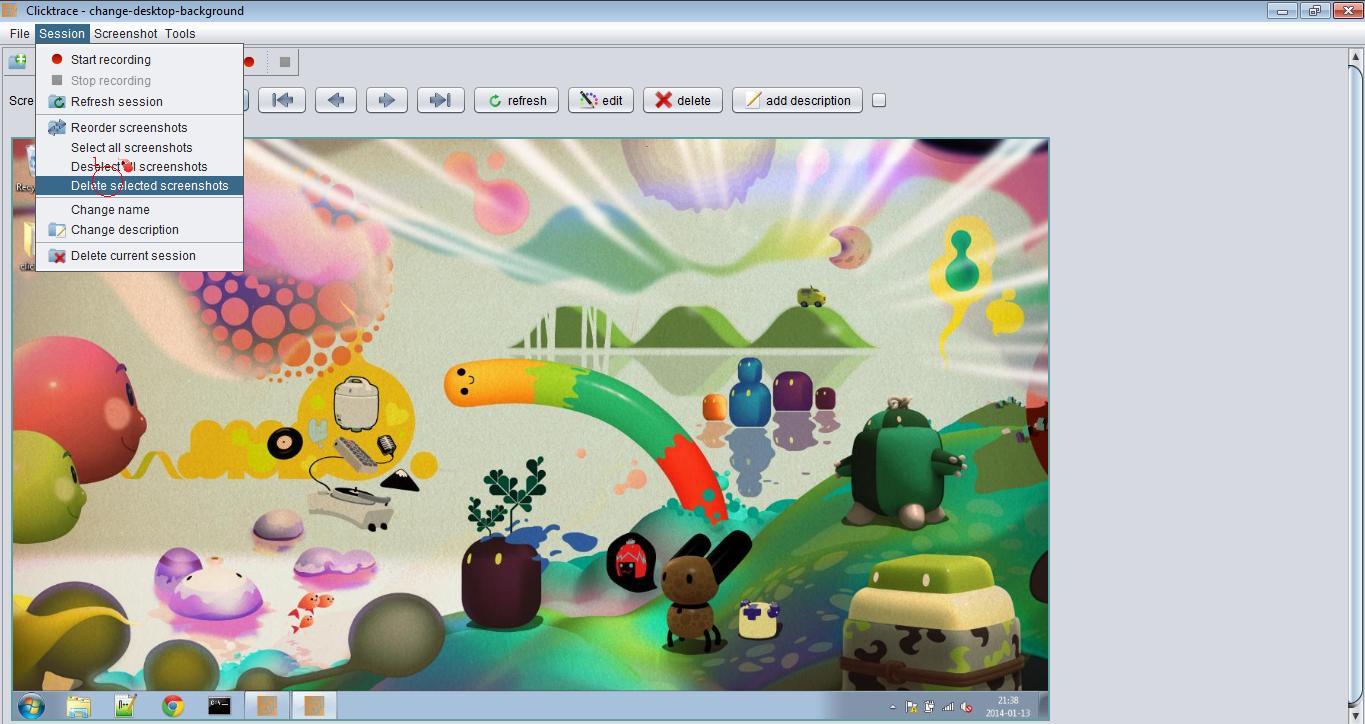 Clicktrace - change-desktop-background
File Session Screenshot Tools
Start recording
Stop recording
Refresh session
Scre
refresh edit delete add description
Reorder screenshots
Select all screenshots
Deselect all screenshots
Delete selected screenshots
Change name
Change description
Delete current session
Recy
clic
21:38
2014-01-13